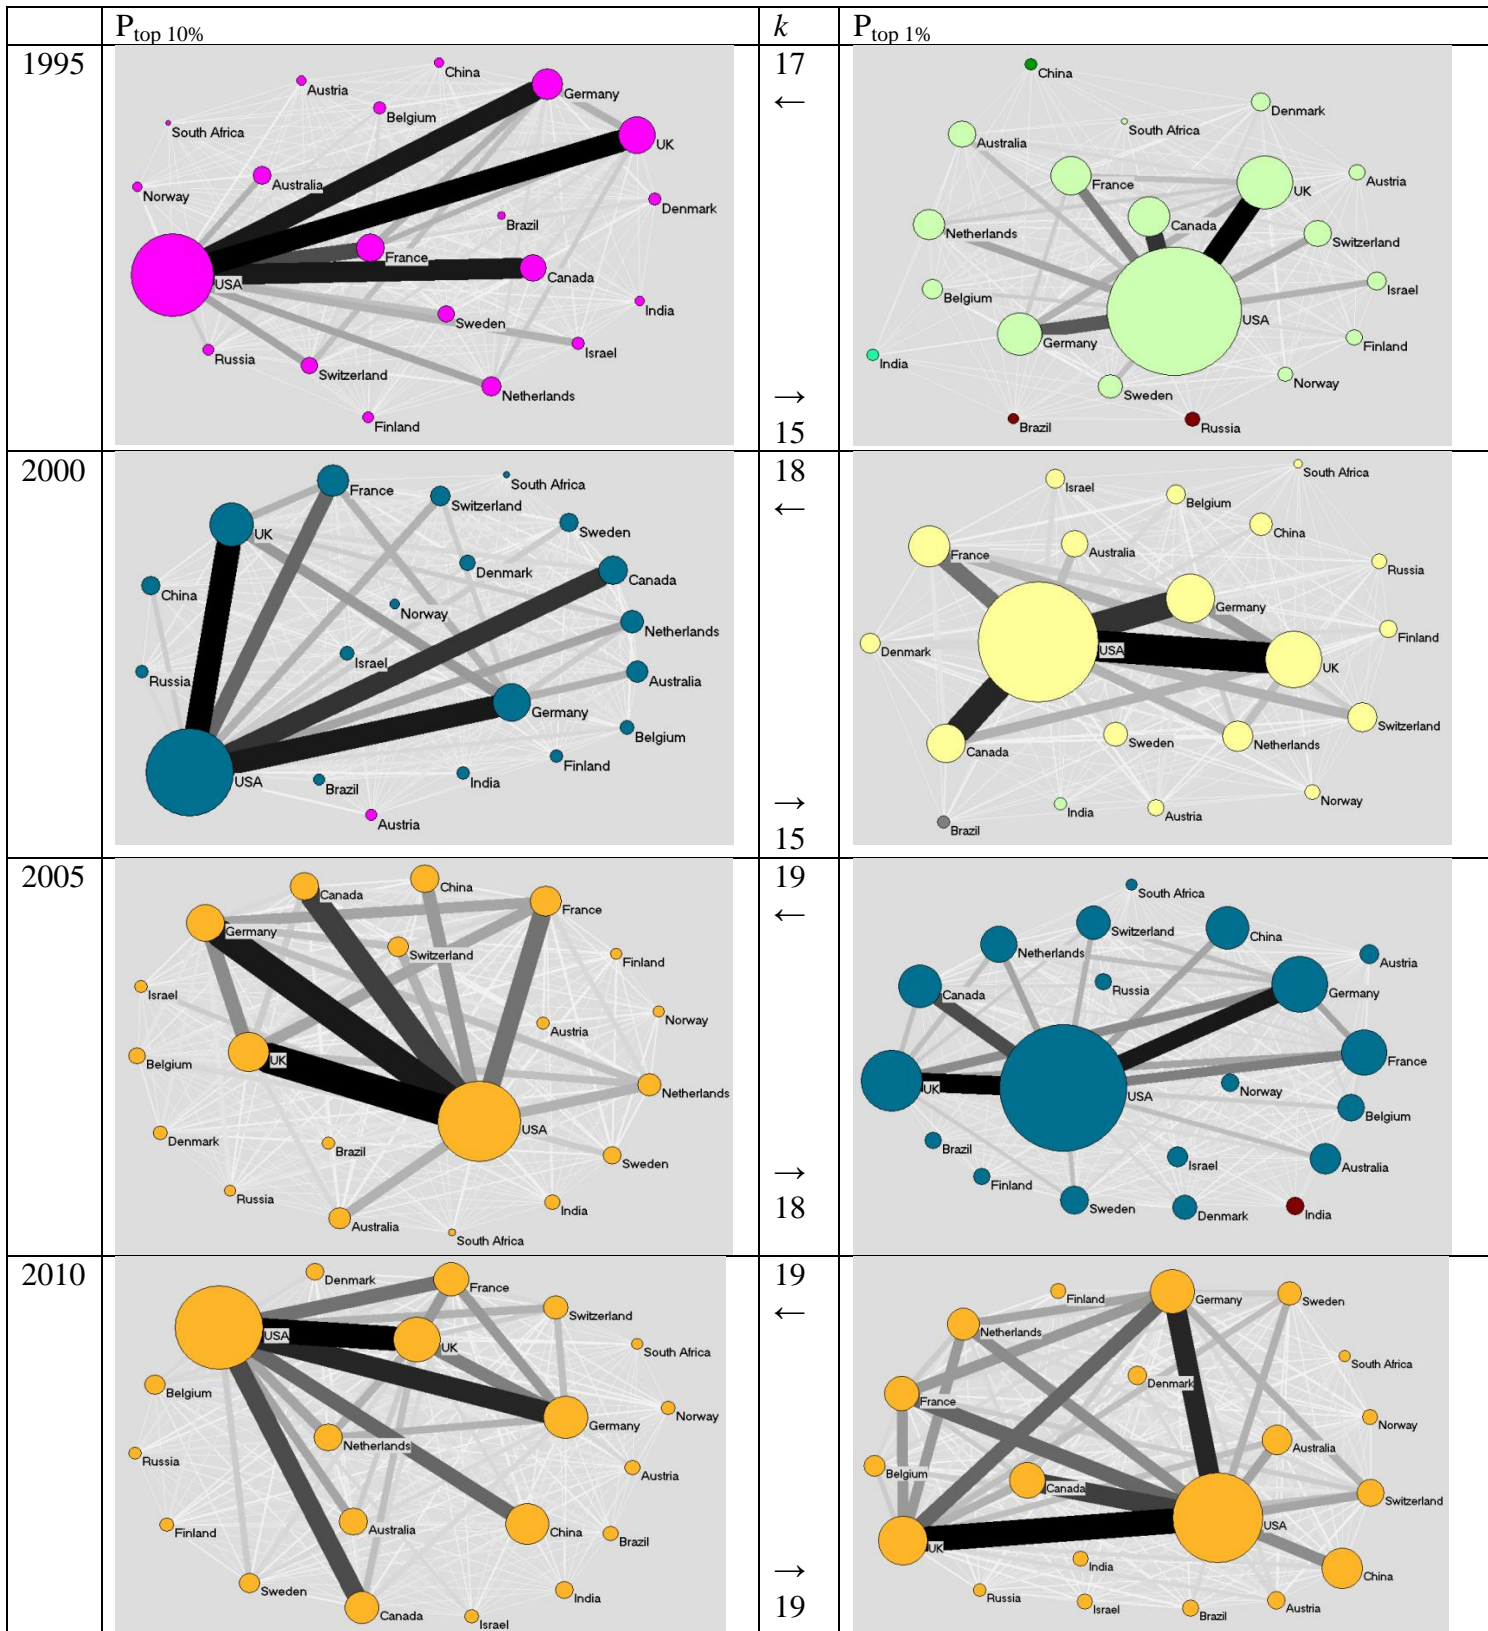 P top 10% k P top 1%
1995
China
Austria
Germany
Belgium
South Africa
UK
Australia
Norway
Denmark
Brazil
France
Canada
USA
India
Sweden
Israel
Russia
Switzerland
Netherlands
Finland
17
←
→
15
China
Denmark
South Africa
Australia
Austria
France
UK
Canada
Netherlands
Switzerland
Israel
Belgium
USA
Germany
Finland
India
Norway
Sweden
Brazil
Russia
2000
South Africa
France
Switzerland
Sweden
UK
Denmark
Canada
China
Norway
Netherlands
Israel
Russia
Australia
Germany
Belgium
Finland
USA
Brazil
India
Austria
18
←
→
15
South Africa
Israel
Belgium
China
France
Australia
Russia
Germany
Finland
Denmark
USA
UK
Switzerland
Sweden
Netherlands
Canada
Norway
India
Austria
Brazil
2005
China
Canada
France
Germany
Switzerland
Finland
Israel
Norway
Austria
UK
Belgium
Netherlands
USA
Denmark
Brazil
Sweden
Russia
India
Australia
South Africa
19
←
→
18
South Africa
Switzerland
China
Netherlands
Austria
Russia
Germany
Canada
France
Norway
UK
USA
Belgium
Brazil
Israel
Australia
Finland
Sweden
Denmark
India
2010
Denmark
France
Switzerland
USA
UK
South Africa
Belgium
Norway
Germany
Netherlands
Russia
Austria
Finland
Australia
China
Brazil
Sweden
India
Canada
Israel
19
←
→
19
Finland
Germany
Sweden
Netherlands
South Africa
Denmark
France
Norway
Australia
Belgium
Canada
Switzerland
USA
UK
India
China
Russia
Israel
Brazil
Austria